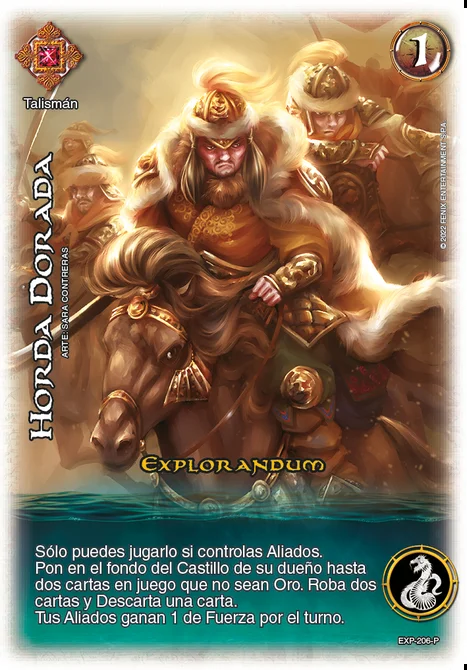 1
Talismán
HORDA DORADA
ARTE: SARA CONTRERAS
© 2022 FENIX ENTERTAINMENT SPA
EXPLORANDUM
Sólo puedes jugarlo si controlas Aliados.
Pon en el fondo del Castillo de su dueño hasta
dos cartas en juego que no sean Oro. Roba dos
cartas y Descarta una carta.
Tus Aliados ganan 1 de Fuerza por el turno.
EXP-206-P